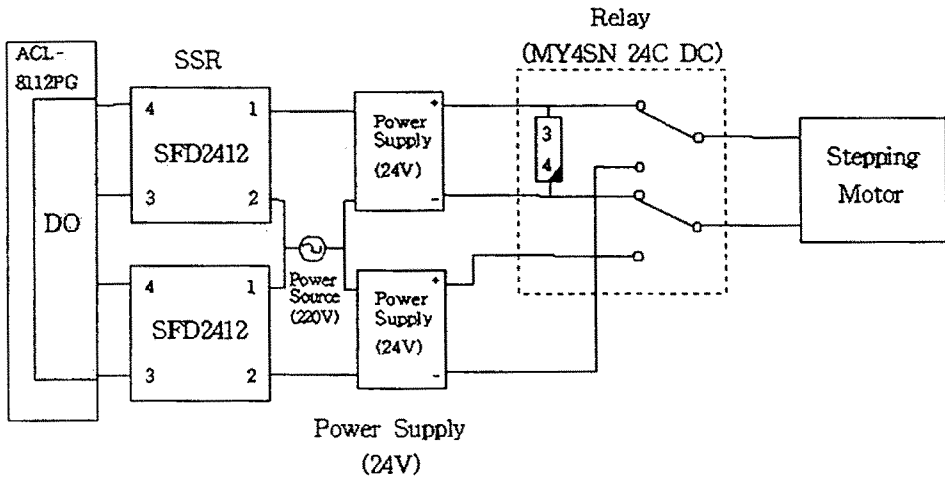 Relay
(MY4SN 24C DC)
ACL-
8112PG
SSR
4
1
SFD2412
3
2
DO
4
1
SFD2412
3
2
Power
Source
(220V)
+
Power
Supply
(24V)
-
+
Power
Supply
(24V)
-
3
4
Stepping
Motor
Power Supply
(24V)